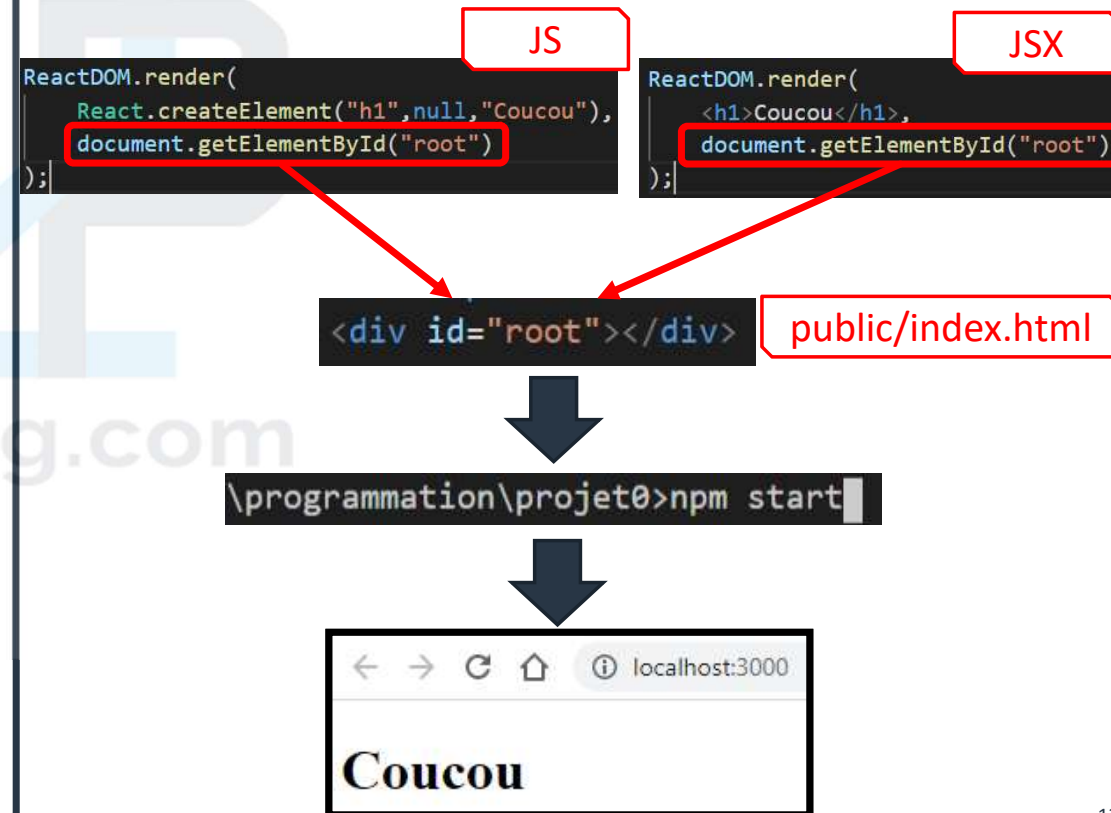 JS
ReactDOM.render(
React.createElement("h1",null,"Coucou"),
document.getElementById("root")
);
JSX
ReactDOM.render(
<h1>Coucou</h1>,
document.getElementById("root")
);
<div id="root"></div>
public/index.html
g.com
\programmation\projet0>npm start
localhost:3000
Coucou